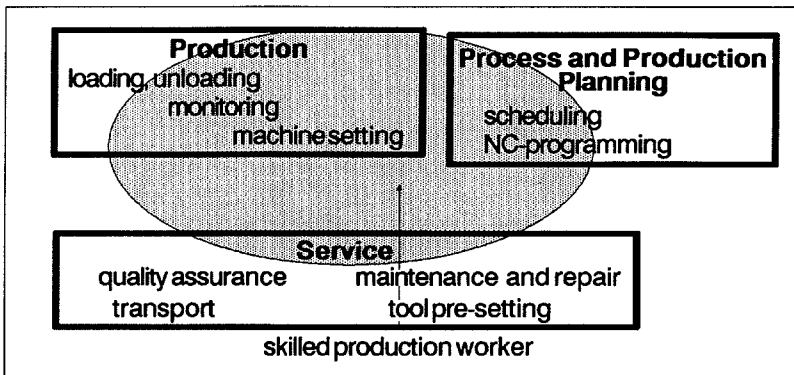 Production
loading, unloading
monitoring
machine setting
Process and Production
Planning
scheduling
NC-programming
Service
quality assurance maintenance and repair
transport tool pre-setting
skilled production worker